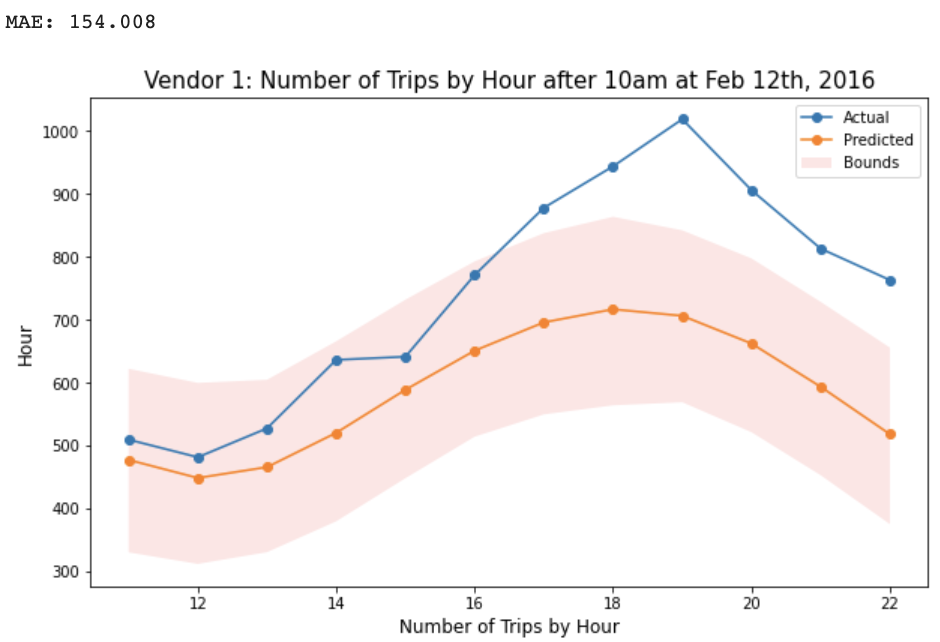 MAE: 154.008
Vendor 1: Number of Trips by Hour after 10am at Feb 12th, 2016
Actual
Predicted
Bounds
1000
900
800
700
600
500
400
300
Hour
12 14 16 18 20 22
Number of Trips by Hour